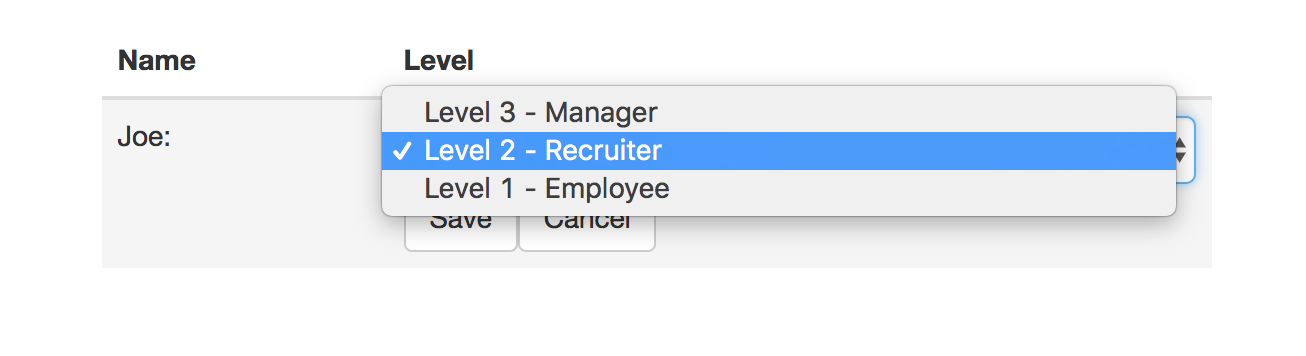 Name Level
Level 3 - Manager
Joe:
✓ Level 2 - Recruiter
Level 1 - Employee
Save Cancel